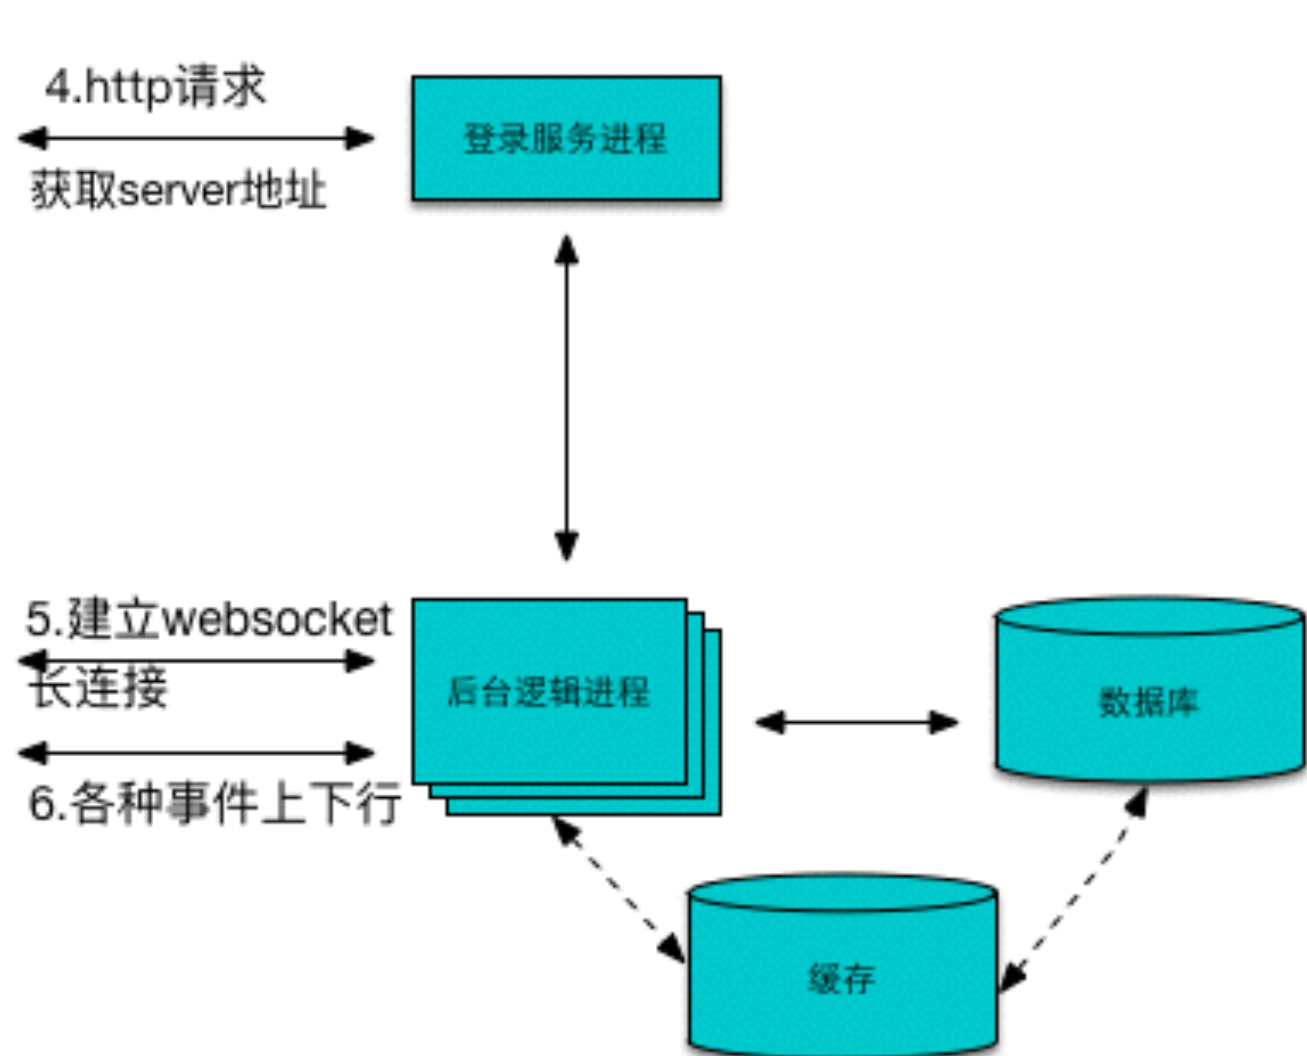 4.http请求
登录服务进程
获取server地址
5.建立websocket
长连接
后台逻辑进程
数据库
6.各种事件上下行
缓存